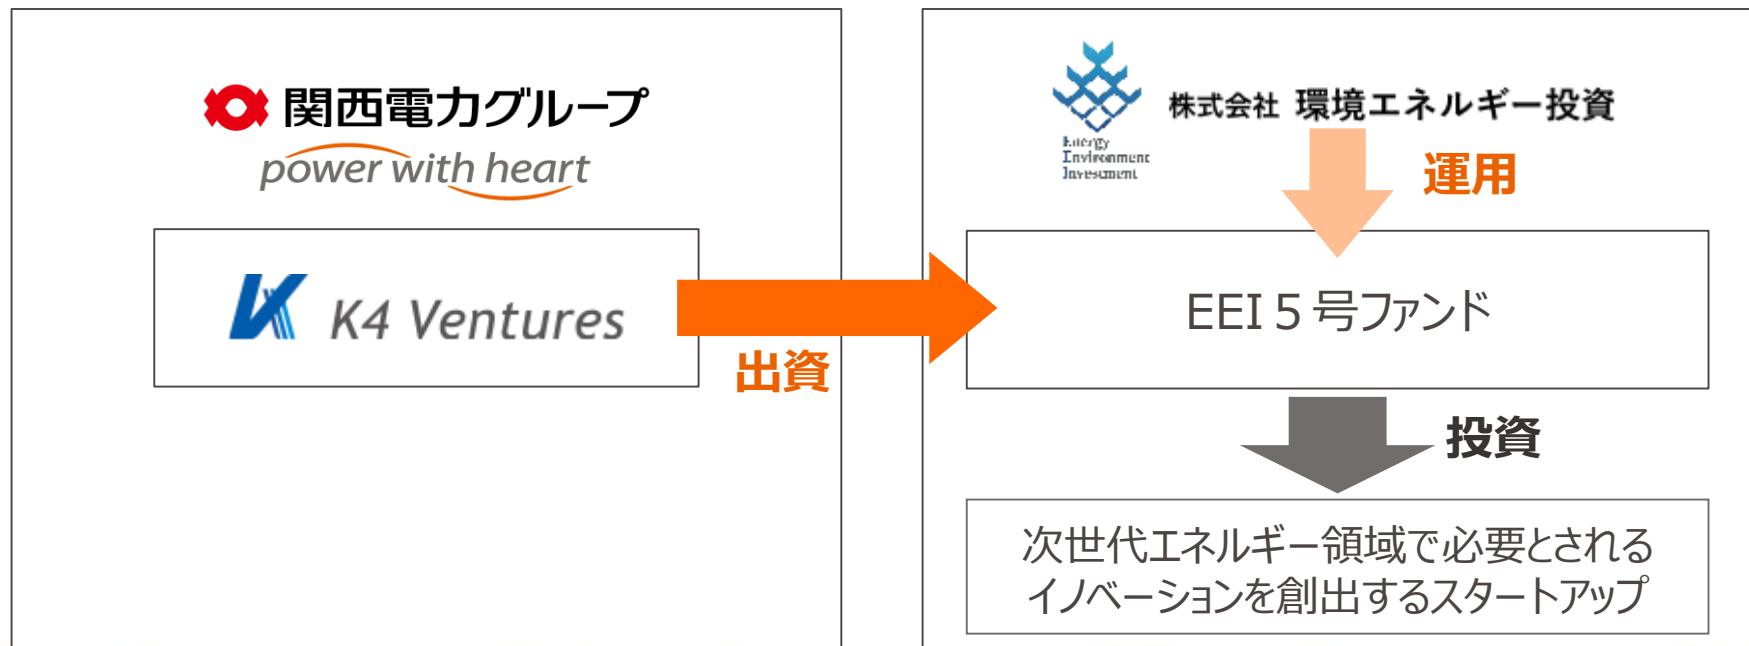 関西電力グループ
power with heart
K4 Ventures
出資
株式会社 環境エネルギー投資
Energy
Environment
Investment
運用
EEI 5 号ファンド
投資
次世代エネルギー領域で必要とされる
イノベーションを創出するスタートアップ